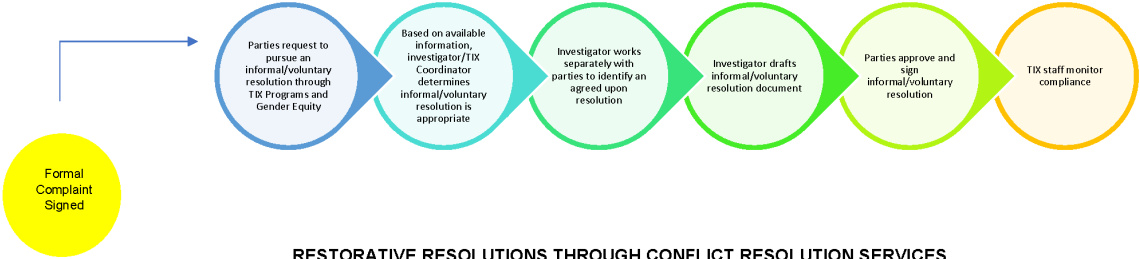 Parties request to
pursue an
informal/voluntary
resolution through
TIX Programs and
Gender Equity
Based on available
information,
investigator/TIX
Coordinator
determines
informal/voluntary
resolution is
appropriate
Investigator works
separately with
parties to identify an
agreed upon
resolution
Investigator drafts
informal/voluntary
resolution document
Parties approve and
sign
informal/voluntary
resolution
TIX staff monitor
compliance
Formal
Complaint
Signed
RESTORATIVE RESOLUTIONS THROUGH CONFLICT RESOLUTION SERVICES